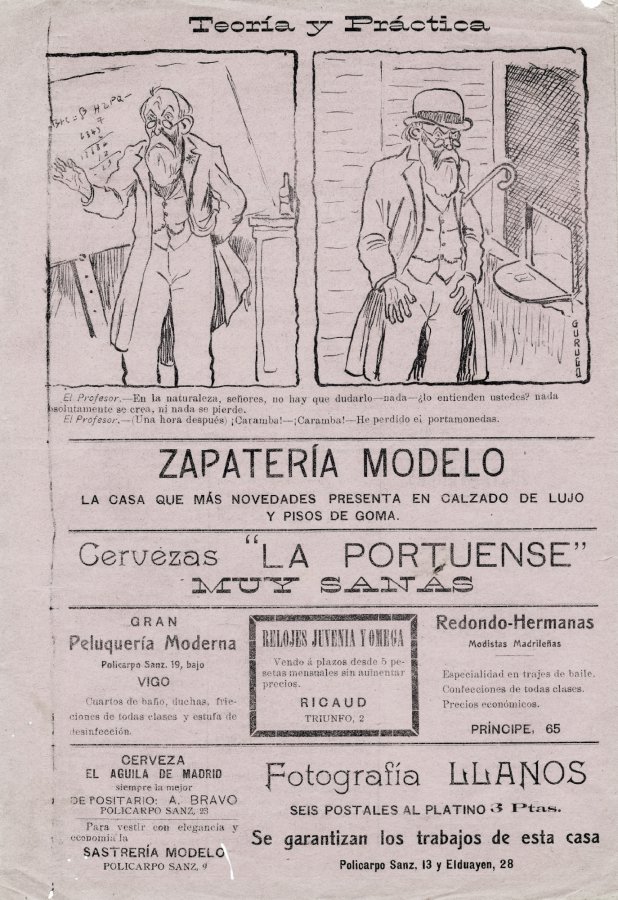 Teoría y Práctica
GURUGÚ
El Profesor.—En la naturaleza, señores, no hay que dudarlo—nada—¿lo entienden ustedes? nada
absolutamente se crea, ni nada se pierde.
El Profesor.—(Una hora después) ¡Caramba!—¡Caramba!—He perdido el portamonedas.
ZAPATERÍA MODELO
LA CASA QUE MÁS NOVEDADES PRESENTA EN CALZADO DE LUJO
Y PISOS DE GOMA.
Cervezas “LA PORTUENSE”
MUY SANÁS
GRAN
Peluquería Moderna
Policarpo Sanz. 19, bajo
VIGO
Cuartos de baño, duchas, fric-
ciones de todas clases y estufa de
desinfección.
RELOJES JUVENIA Y OMEGA
Vendo á plazos desde 5 pe-
setas mensuales sin aumentar
precios.
RICAUD
TRIUNFO, 2
Redondo-Hermanas
Modistas Madrileñas
Especialidad en trajes de baile.
Confecciones de todas clases.
Precios económicos.
PRÍNCIPE, 65
CERVEZA
EL AGUILA DE MADRID
siempre la mejor
DEPOSITARIO: A. BRAVO
POLICARPO SANZ, 23
Para vestir con elegancia y
economía la
SASTRERÍA MODELO
POLICARPO SANZ, 9
Fotografía LLANOS
SEIS POSTALES AL PLATINO 3 Ptas.
Se garantizan los trabajos de esta casa
Policarpo Sanz, 13 y Elduayen, 28